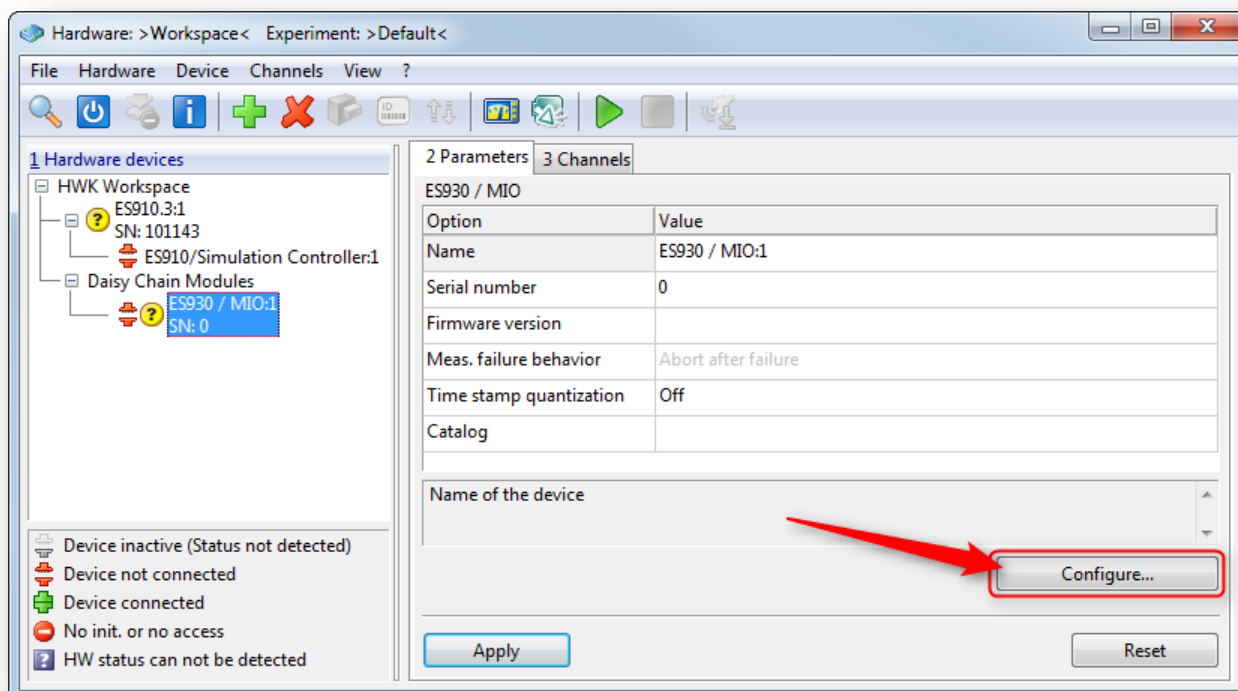 Hardware: >Workspace<  Experiment: >Default<
File Hardware Device Channels View ?
ID
1 Hardware devices
HWK Workspace
ES910.3:1
SN: 101143
ES910/Simulation Controller:1
Daisy Chain Modules
ES930 / MIO:1
SN: 0
Device inactive (Status not detected)
Device not connected
Device connected
No init. or no access
HW status can not be detected
2 Parameters 3 Channels
ES930 / MIO
Option Value
Name ES930 / MIO:1
Serial number 0
Firmware version
Meas. failure behavior Abort after failure
Time stamp quantization Off
Catalog
Name of the device
Configure...
Apply Reset